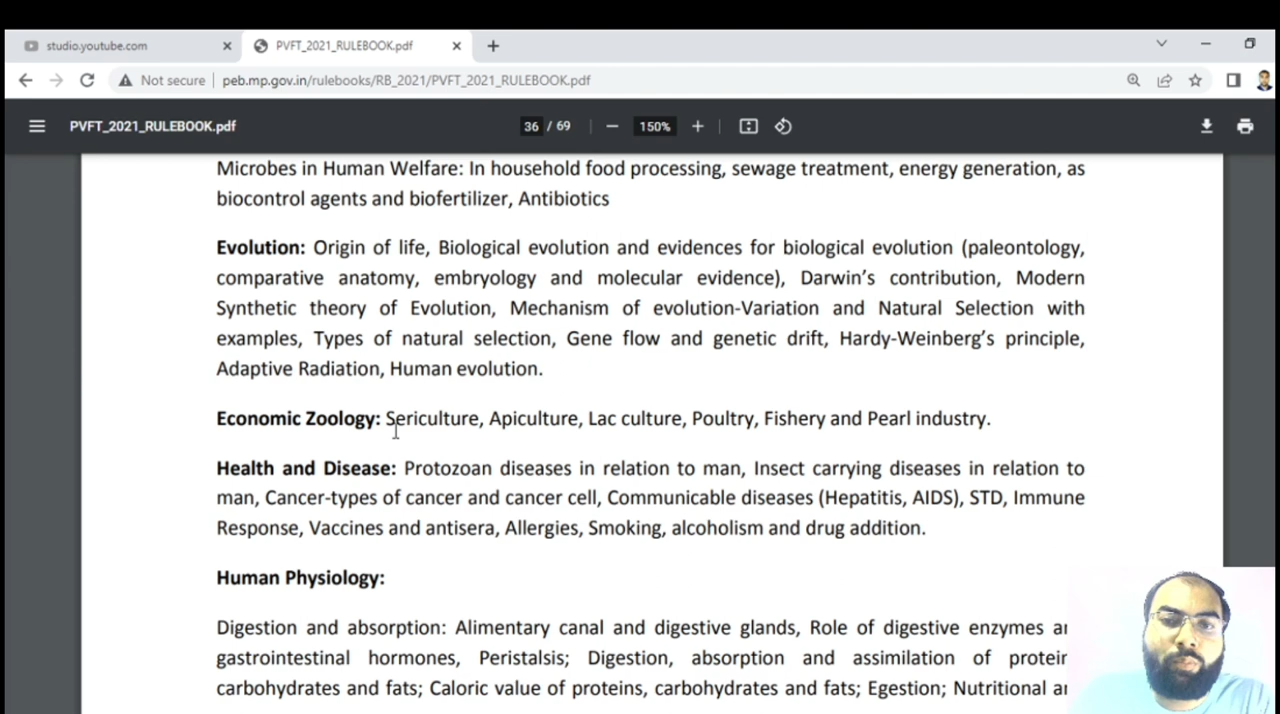 studio.youtube.com
PVFT_2021_RULEBOOK.pdf
Not secure
peb.mp.gov.in/rulebooks/RB_2021/PVFT_2021_RULEBOOK.pdf
PVFT_2021_RULEBOOK.pdf
36 / 69
150%
Microbes in Human Welfare: In household food processing, sewage treatment, energy generation, as
biocontrol agents and biofertilizer, Antibiotics
Evolution: Origin of life, Biological evolution and evidences for biological evolution (paleontology,
comparative anatomy, embryology and molecular evidence), Darwin’s contribution, Modern
Synthetic theory of Evolution, Mechanism of evolution-Variation and Natural Selection with
examples, Types of natural selection, Gene flow and genetic drift, Hardy-Weinberg’s principle,
Adaptive Radiation, Human evolution.
Economic Zoology: Sericulture, Apiculture, Lac culture, Poultry, Fishery and Pearl industry.
Health and Disease: Protozoan diseases in relation to man, Insect carrying diseases in relation to
man, Cancer-types of cancer and cancer cell, Communicable diseases (Hepatitis, AIDS), STD, Immune
Response, Vaccines and antisera, Allergies, Smoking, alcoholism and drug addition.
Human Physiology:
Digestion and absorption: Alimentary canal and digestive glands, Role of digestive enzymes
gastrointestinal hormones, Peristalsis; Digestion, absorption and assimilation of
carbohydrates and fats; Caloric value of proteins, carbohydrates and fats; Egestion; Nutritional